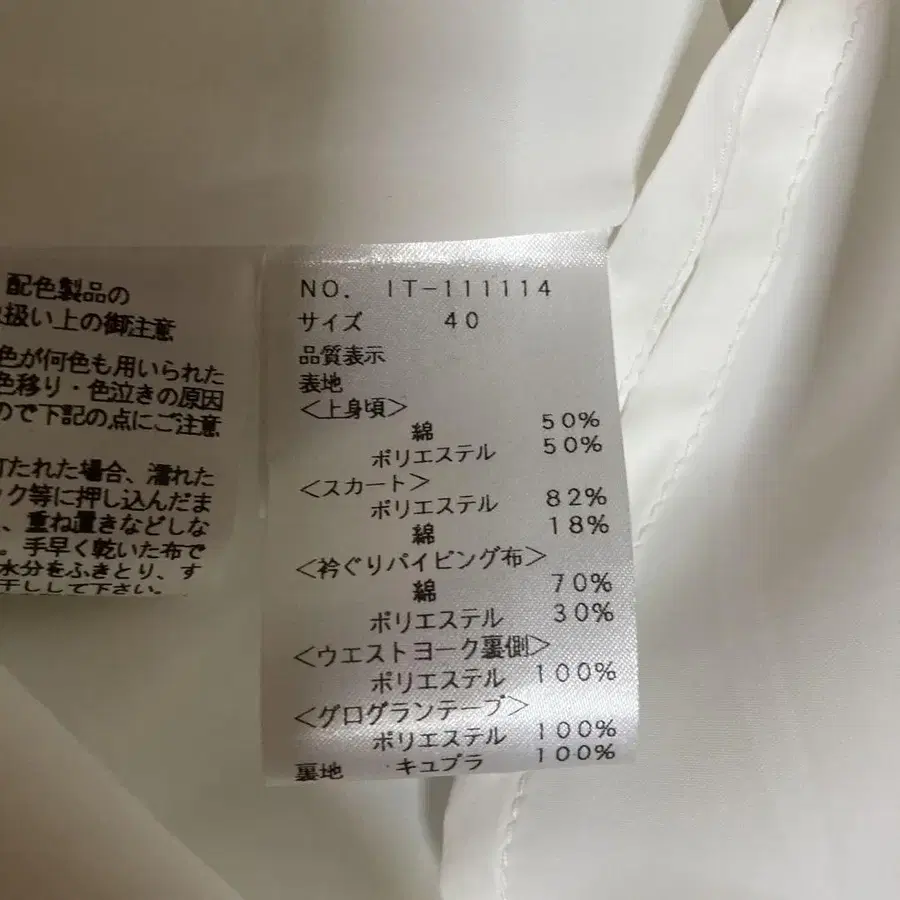 配色製品の
扱い上の御注意
色が何色も用いられた
色移り・色泣きの原因
ので下記の点にご注意
打たれた場合、濡れた
ック等に押し込んだま
、重ね置きなどしな
。手早く乾いた布で
水分をふきとり、す
干しして下さい。
NO. IT-111114
サイズ 40
品質表示
表地
<上身頃>
綿 50%
ポリエステル 50%
<スカート>
ポリエステル 82%
綿 18%
<衿ぐりパイピング布>
綿 70%
ポリエステル 30%
<ウエストヨーク裏側>
ポリエステル 100%
<グログランテープ>
ポリエステル 100%
裏地 キュプラ 100%